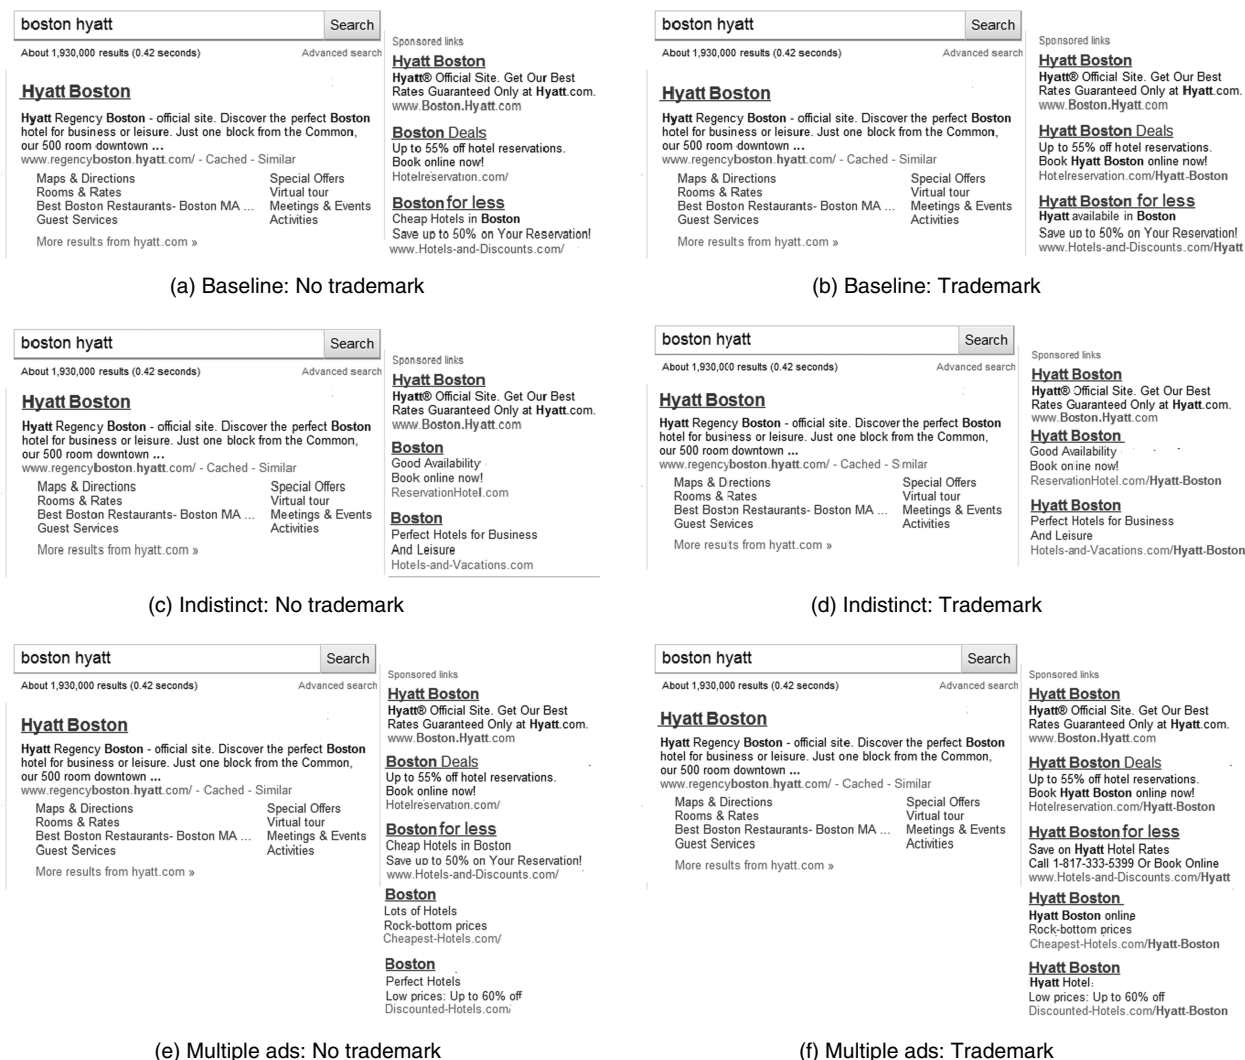 boston hyatt Search
About 1,930,000 results (0.42 seconds) Advanced search
Hyatt Boston
Hyatt Regency Boston - official site. Discover the perfect Boston
hotel for business or leisure. Just one block from the Common,
our 500 room downtown ...
www.regencyboston.hyatt.com/ - Cached - Similar
Maps & Directions Special Offers
Rooms & Rates Virtual tour
Best Boston Restaurants- Boston MA ... Meetings & Events
Guest Services Activities
More results from hyatt.com »
Sponsored links
Hyatt Boston
Hyatt® Official Site. Get Our Best
Rates Guaranteed Only at Hyatt.com.
www.Boston.Hyatt.com
Boston Deals
Up to 55% off hotel reservations.
Book online now!
Hotelreservation.com/
Boston for less
Cheap Hotels in Boston
Save up to 50% on Your Reservation!
www.Hotels-and-Discounts.com/
(a) Baseline: No trademark
boston hyatt Search
About 1,930,000 results (0.42 seconds) Advanced search
Hyatt Boston
Hyatt Regency Boston - official site. Discover the perfect Boston
hotel for business or leisure. Just one block from the Common,
our 500 room downtown ...
www.regencyboston.hyatt.com/ - Cached - Similar
Maps & Directions Special Offers
Rooms & Rates Virtual tour
Best Boston Restaurants- Boston MA ... Meetings & Events
Guest Services Activities
More results from hyatt.com »
Sponsored links
Hyatt Boston
Hyatt® Official Site. Get Our Best
Rates Guaranteed Only at Hyatt.com.
www.Boston.Hyatt.com
Hyatt Boston Deals
Up to 55% off hotel reservations.
Book Hyatt Boston online now!
Hotelreservation.com/Hyatt-Boston
Hyatt Boston for less
Hyatt availabile in Boston
Save up to 50% on Your Reservation!
www.Hotels-and-Discounts.com/Hyatt
(b) Baseline: Trademark
boston hyatt Search
About 1,930,000 results (0.42 seconds) Advanced search
Hyatt Boston
Hyatt Regency Boston - official site. Discover the perfect Boston
hotel for business or leisure. Just one block from the Common,
our 500 room downtown ...
www.regencyboston.hyatt.com/ - Cached - Similar
Maps & Directions Special Offers
Rooms & Rates Virtual tour
Best Boston Restaurants- Boston MA ... Meetings & Events
Guest Services Activities
More results from hyatt.com »
Sponsored links
Hyatt Boston
Hyatt® Official Site. Get Our Best
Rates Guaranteed Only at Hyatt.com.
www.Boston.Hyatt.com
Boston
Good Availability
Book online now!
ReservationHotel.com
Boston
Perfect Hotels for Business
And Leisure
Hotels-and-Vacations.com
(c) Indistinct: No trademark
boston hyatt Search
About 1,930,000 results (0.42 seconds) Advanced search
Hyatt Boston
Hyatt Regency Boston - official site. Discover the perfect Boston
hotel for business or leisure. Just one block from the Common,
our 500 room downtown ...
www.regencyboston.hyatt.com/ - Cached - Similar
Maps & Directions Special Offers
Rooms & Rates Virtual tour
Best Boston Restaurants- Boston MA ... Meetings & Events
Guest Services Activities
More results from hyatt.com »
Sponsored links
Hyatt Boston
Hyatt® Official Site. Get Our Best
Rates Guaranteed Only at Hyatt.com.
www.Boston.Hyatt.com
Hyatt Boston
Good Availability
Book online now!
ReservationHotel.com/Hyatt-Boston
Hyatt Boston
Perfect Hotels for Business
And Leisure
Hotels-and-Vacations.com/Hyatt-Boston
(d) Indistinct: Trademark
boston hyatt Search
About 1,930,000 results (0.42 seconds) Advanced search
Hyatt Boston
Hyatt Regency Boston - official site. Discover the perfect Boston
hotel for business or leisure. Just one block from the Common,
our 500 room downtown ...
www.regencyboston.hyatt.com/ - Cached - Similar
Maps & Directions Special Offers
Rooms & Rates Virtual tour
Best Boston Restaurants- Boston MA ... Meetings & Events
Guest Services Activities
More results from hyatt.com »
Sponsored links
Hyatt Boston
Hyatt® Official Site. Get Our Best
Rates Guaranteed Only at Hyatt.com.
www.Boston.Hyatt.com
Boston Deals
Up to 55% off hotel reservations.
Book online now!
Hotelreservation.com/
Boston for less
Cheap Hotels in Boston
Save up to 50% on Your Reservation!
www.Hotels-and-Discounts.com/
Boston
Lots of Hotels
Rock-bottom prices
Cheapest-Hotels.com/
Boston
Perfect Hotels
Low prices: Up to 60% off
Discounted-Hotels.com/
(e) Multiple ads: No trademark
boston hyatt Search
About 1,930,000 results (0.42 seconds) Advanced search
Hyatt Boston
Hyatt Regency Boston - official site. Discover the perfect Boston
hotel for business or leisure. Just one block from the Common,
our 500 room downtown ...
www.regencyboston.hyatt.com/ - Cached - Similar
Maps & Directions Special Offers
Rooms & Rates Virtual tour
Best Boston Restaurants- Boston MA ... Meetings & Events
Guest Services Activities
More results from hyatt.com »
Sponsored links
Hyatt Boston
Hyatt® Official Site. Get Our Best
Rates Guaranteed Only at Hyatt.com.
www.Boston.Hyatt.com
Hyatt Boston Deals
Up to 55% off hotel reservations.
Book Hyatt Boston online now!
Hotelreservation.com/Hyatt-Boston
Hyatt Boston for less
Save on Hyatt Hotel Rates
Call 1-817-333-5399 Or Book Online
www.Hotels-and-Discounts.com/Hyatt
Hyatt Boston
Hyatt Boston online
Rock-bottom prices
Cheapest-Hotels.com/Hyatt-Boston
Hyatt Boston
Hyatt Hotel
Low prices: Up to 60% off
Discounted-Hotels.com/Hyatt-Boston
(f) Multiple ads: Trademark